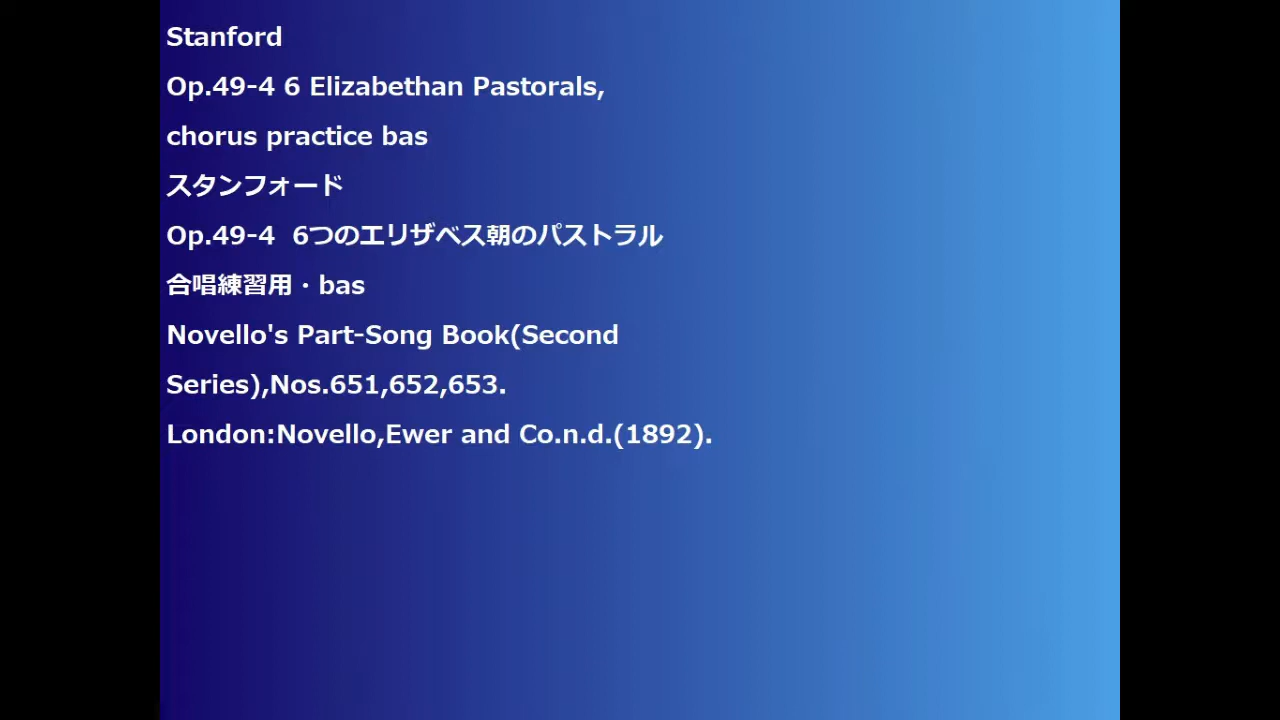 Stanford
Op.49-4 6 Elizabethan Pastorals,
chorus practice bas
スタンフォード
Op.49-4  6つのエリザベス朝のパストラル
合唱練習用・bas
Novello's Part-Song Book(Second
Series),Nos.651,652,653.
London:Novello,Ewer and Co.n.d.(1892).